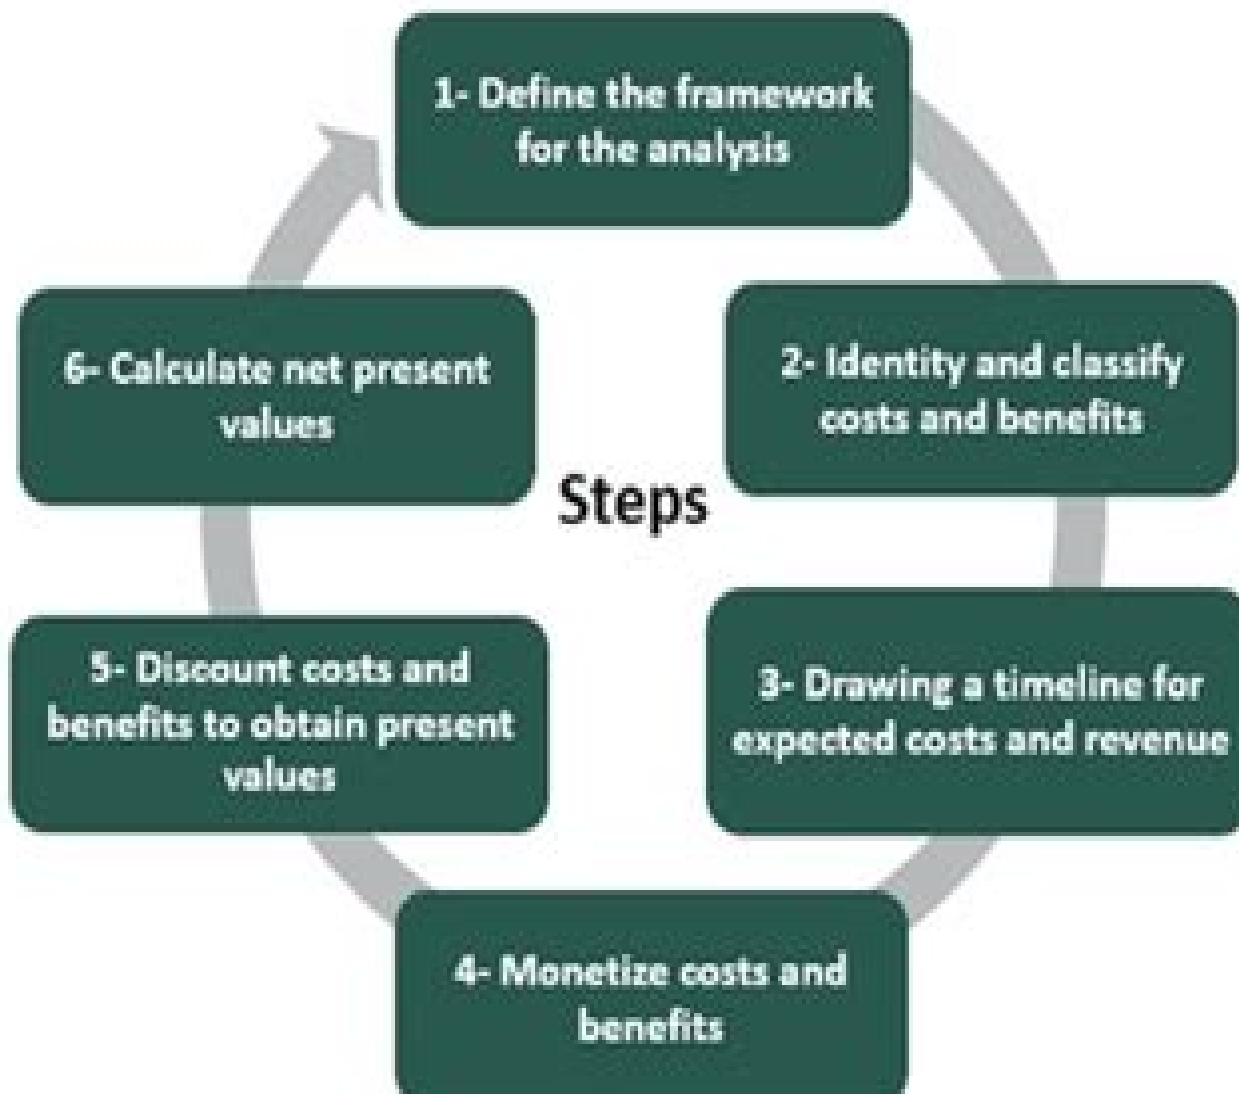 1- Define the framework
for the analysis
2- Identity and classify
costs and benefits
3- Drawing a timeline for
expected costs and revenue
4- Monetize costs and
benefits
5- Discount costs and
benefits to obtain present
values
6- Calculate net present
values
Steps